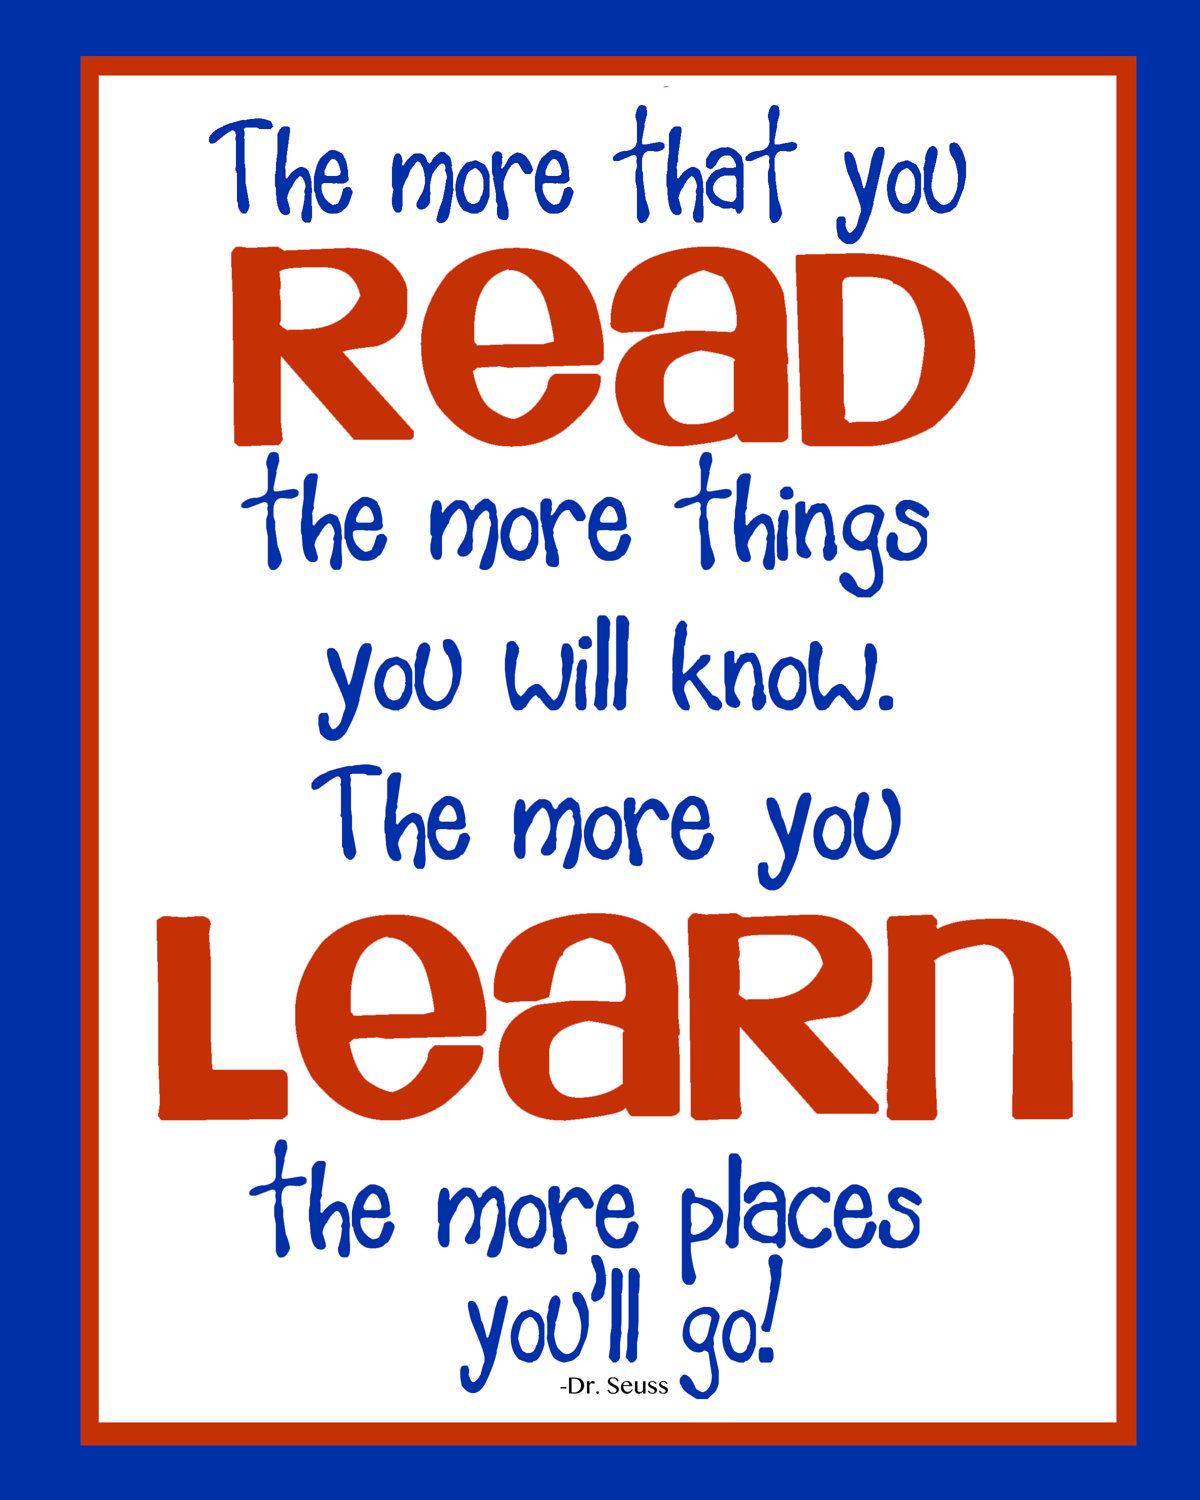 The more that you
Read
the more things
you will know.
The more you
Learn
the more places
you'll go!
-Dr. Seuss